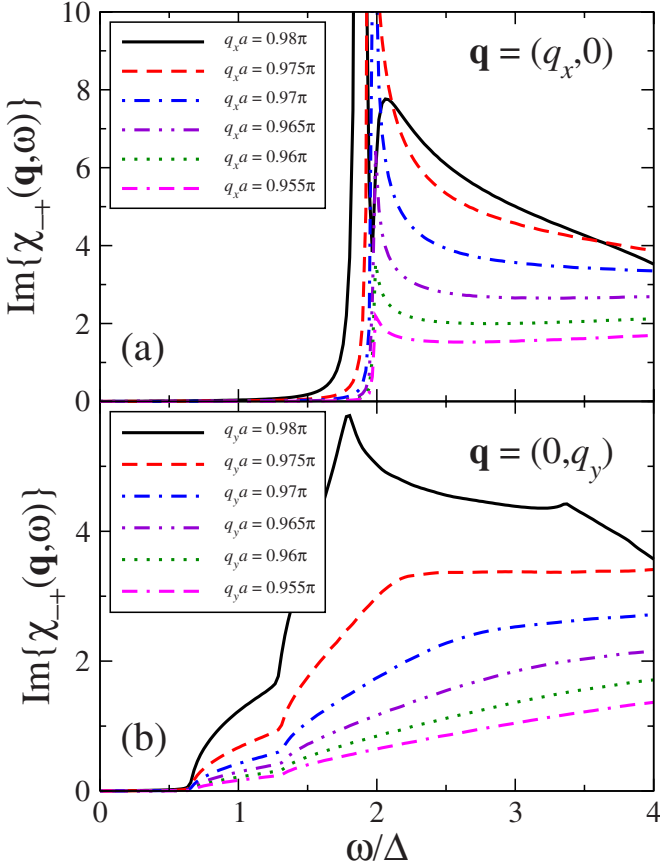 10
8
6
4
2
0
Im{χ₋₊(q,ω)}
q_x a = 0.98π
q_x a = 0.975π
q_x a = 0.97π
q_x a = 0.965π
q_x a = 0.96π
q_x a = 0.955π
q = (q_x,0)
(a)
4
2
0
Im{χ₋₊(q,ω)}
q_y a = 0.98π
q_y a = 0.975π
q_y a = 0.97π
q_y a = 0.965π
q_y a = 0.96π
q_y a = 0.955π
q = (0,q_y)
(b)
0 1 2 3 4
ω/Δ